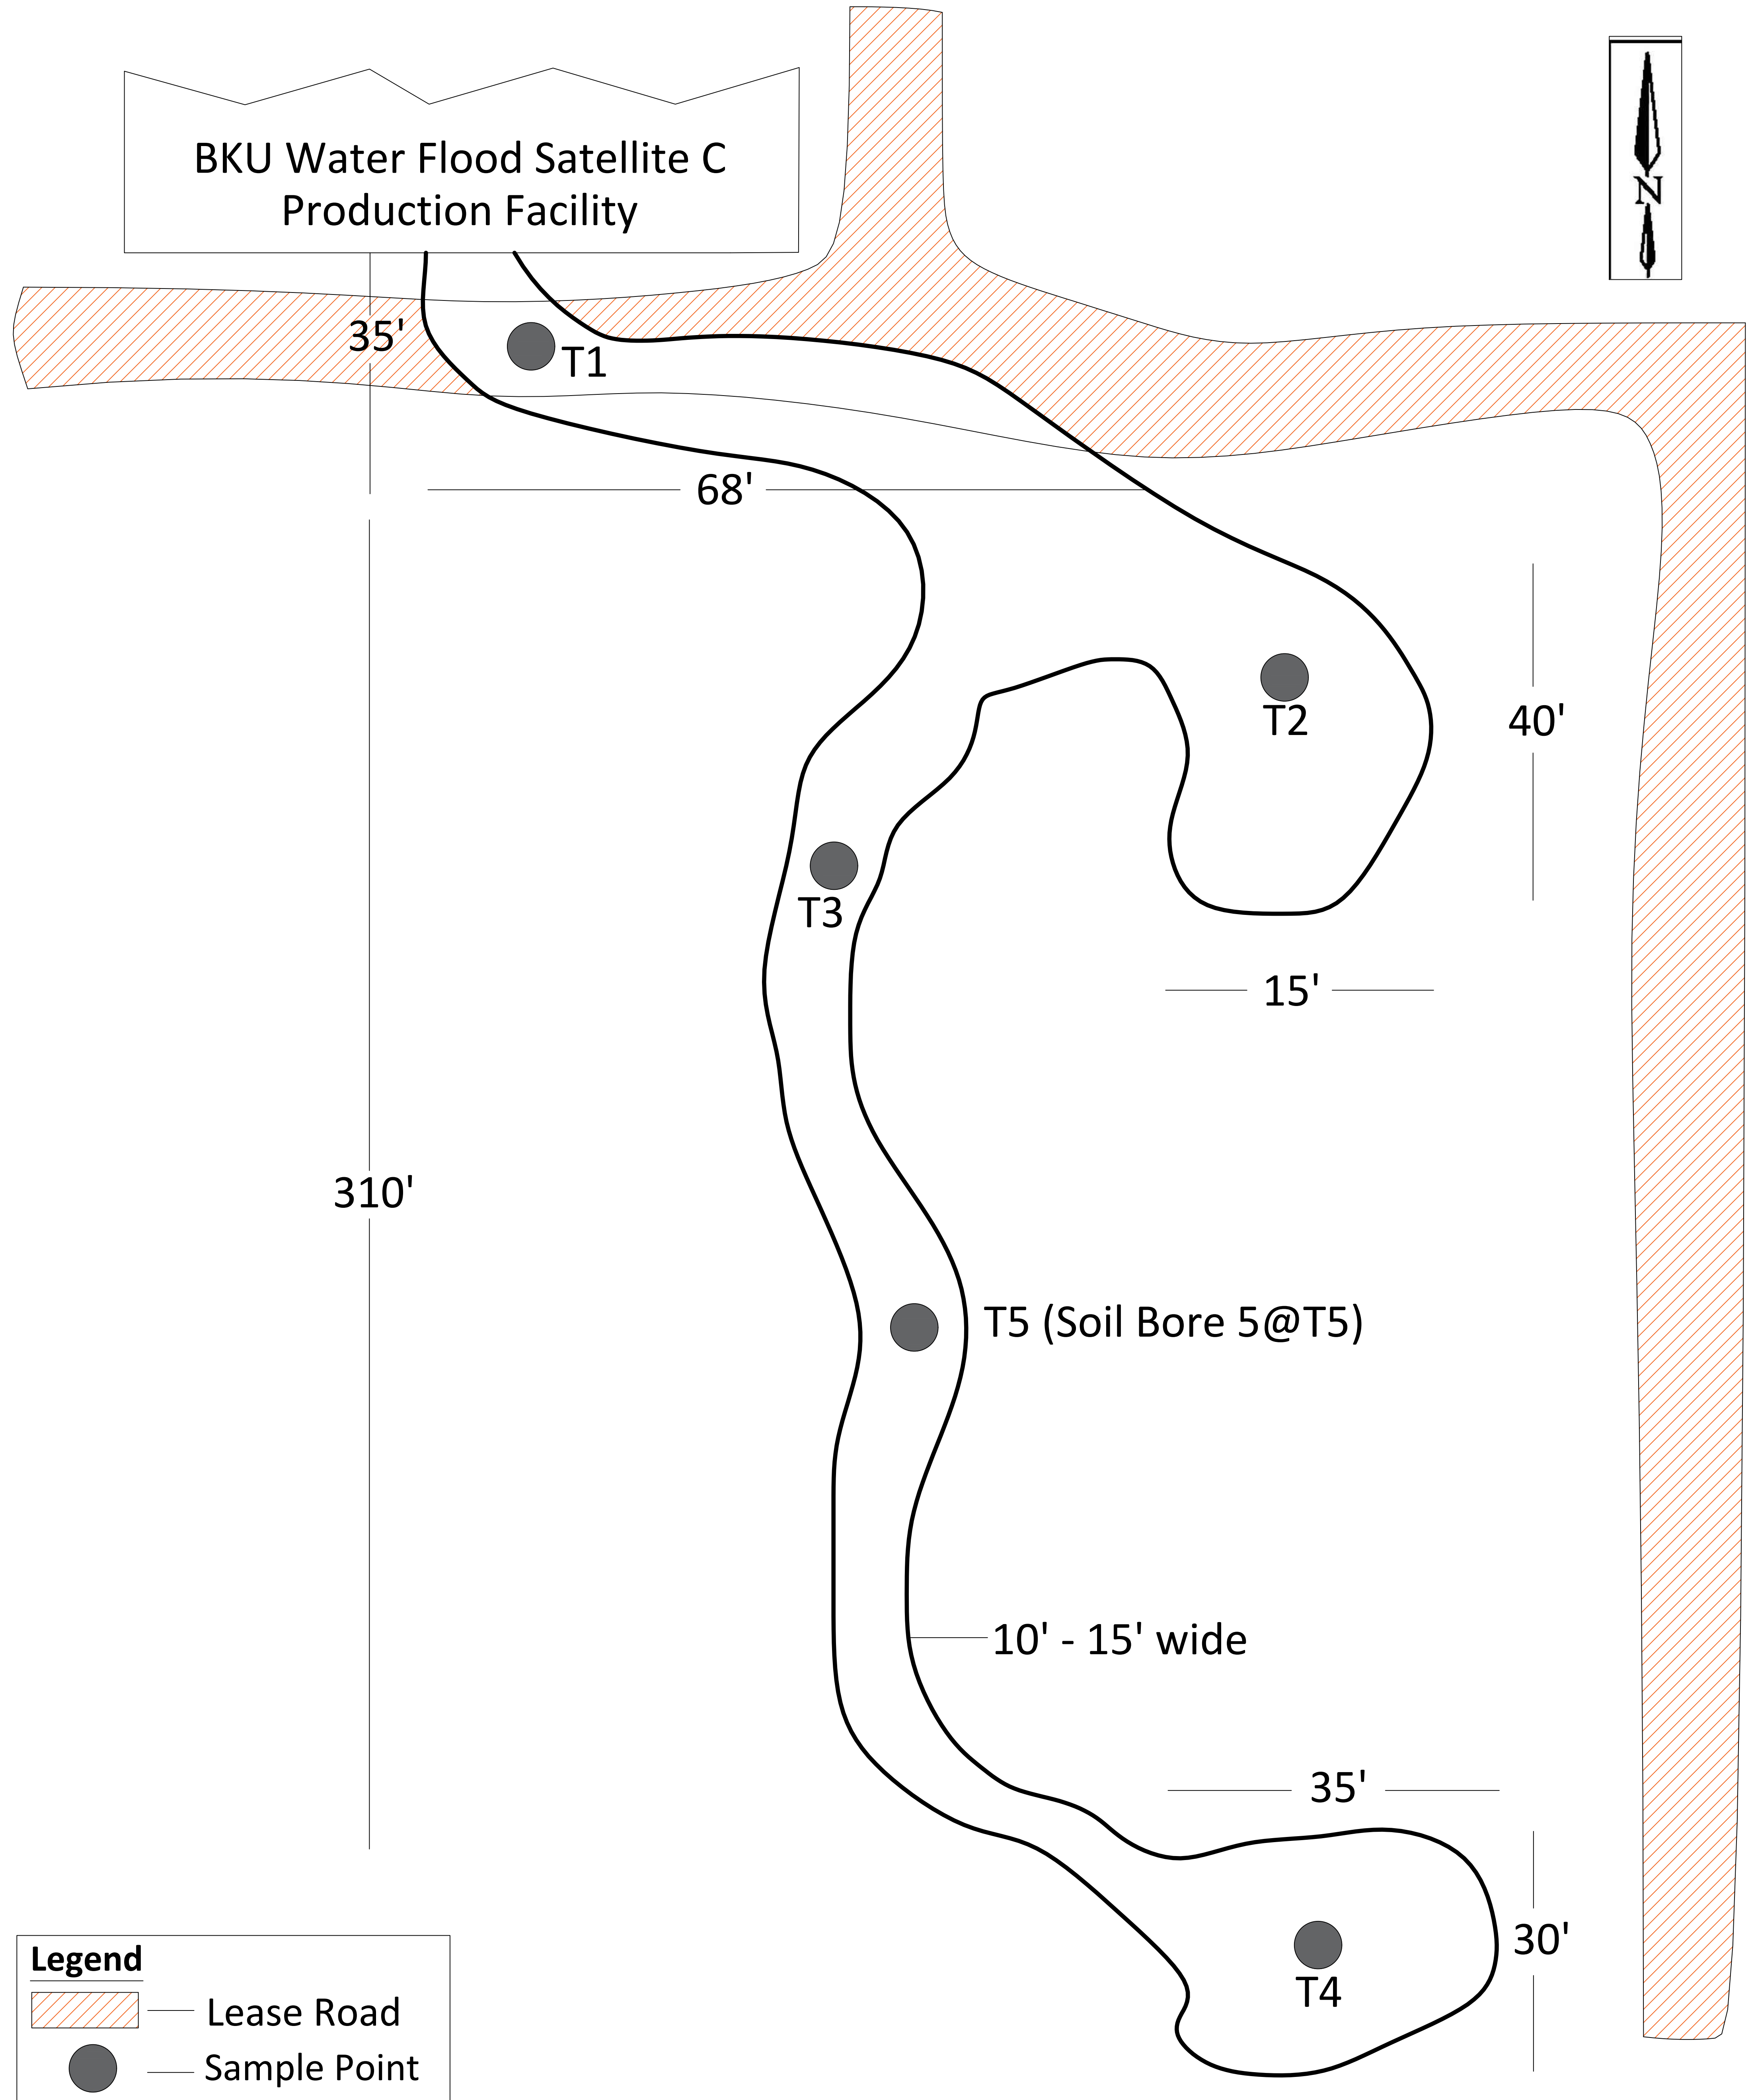 BKU Water Flood Satellite C
Production Facility
N
35'
T1
68'
T2
40'
T3
15'
310'
T5 (Soil Bore 5@T5)
10' - 15' wide
35'
30'
T4
Legend
Lease Road
Sample Point